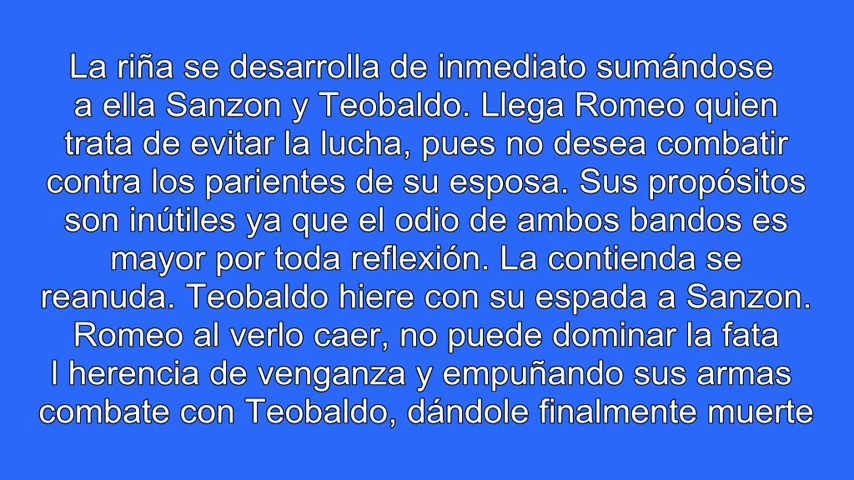 La riña se desarrolla de inmediato sumándose
a ella Sanzon y Teobaldo. Llega Romeo quien
trata de evitar la lucha, pues no desea combatir
contra los parientes de su esposa. Sus propósitos
son inútiles ya que el odio de ambos bandos es
mayor por toda reflexión. La contienda se
reanuda. Teobaldo hiere con su espada a Sanzon.
Romeo al verlo caer, no puede dominar la fata
l herencia de venganza y empuñando sus armas
combate con Teobaldo, dándole finalmente muerte